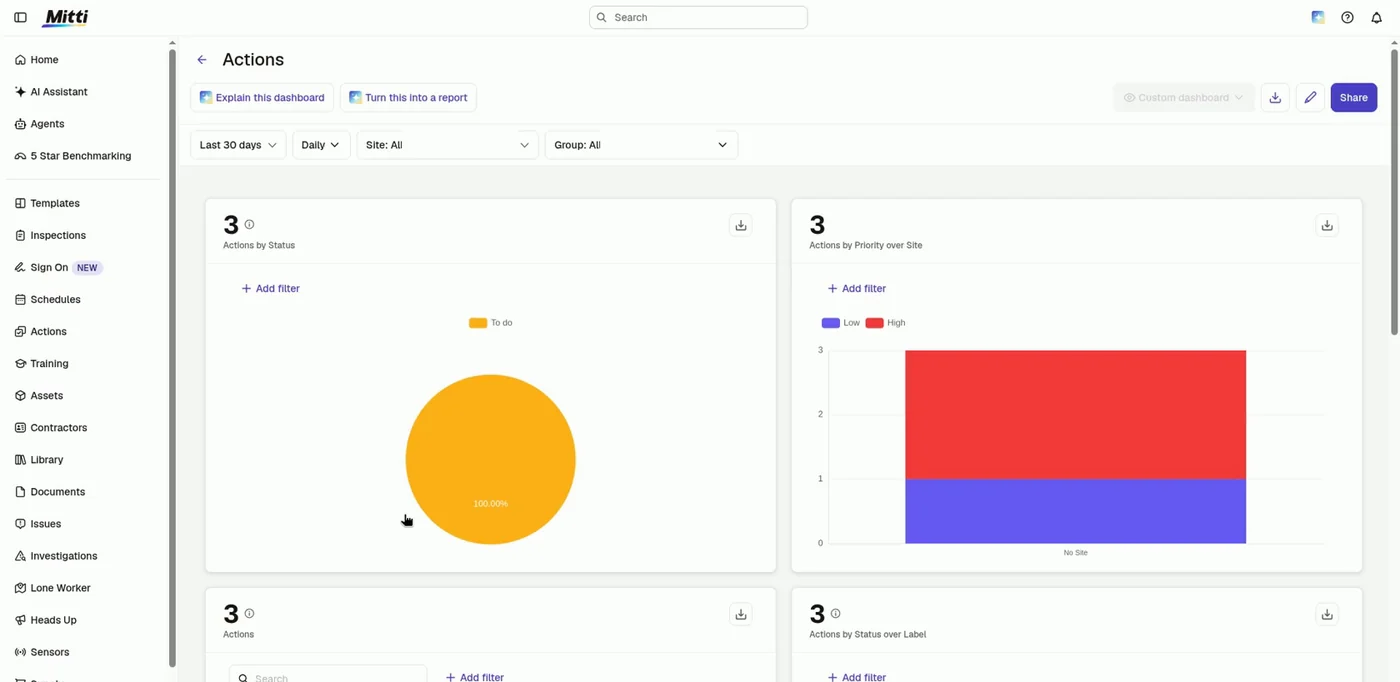 Mitti
Search
Home
AI Assistant
Agents
5 Star Benchmarking
Templates
Inspections
Sign On NEW
Schedules
Actions
Training
Assets
Contractors
Library
Documents
Issues
Investigations
Lone Worker
Heads Up
Sensors
Actions
Explain this dashboard
Turn this into a report
Custom dashboard
Share
Last 30 days
Daily
Site: All
Group: All
3
Actions by Status
Add filter
To do
100.00%
3
Actions by Priority over Site
Add filter
Low High
3
2
1
0
No Site
3
Actions
Search
Add filter
3
Actions by Status over Label
Add filter